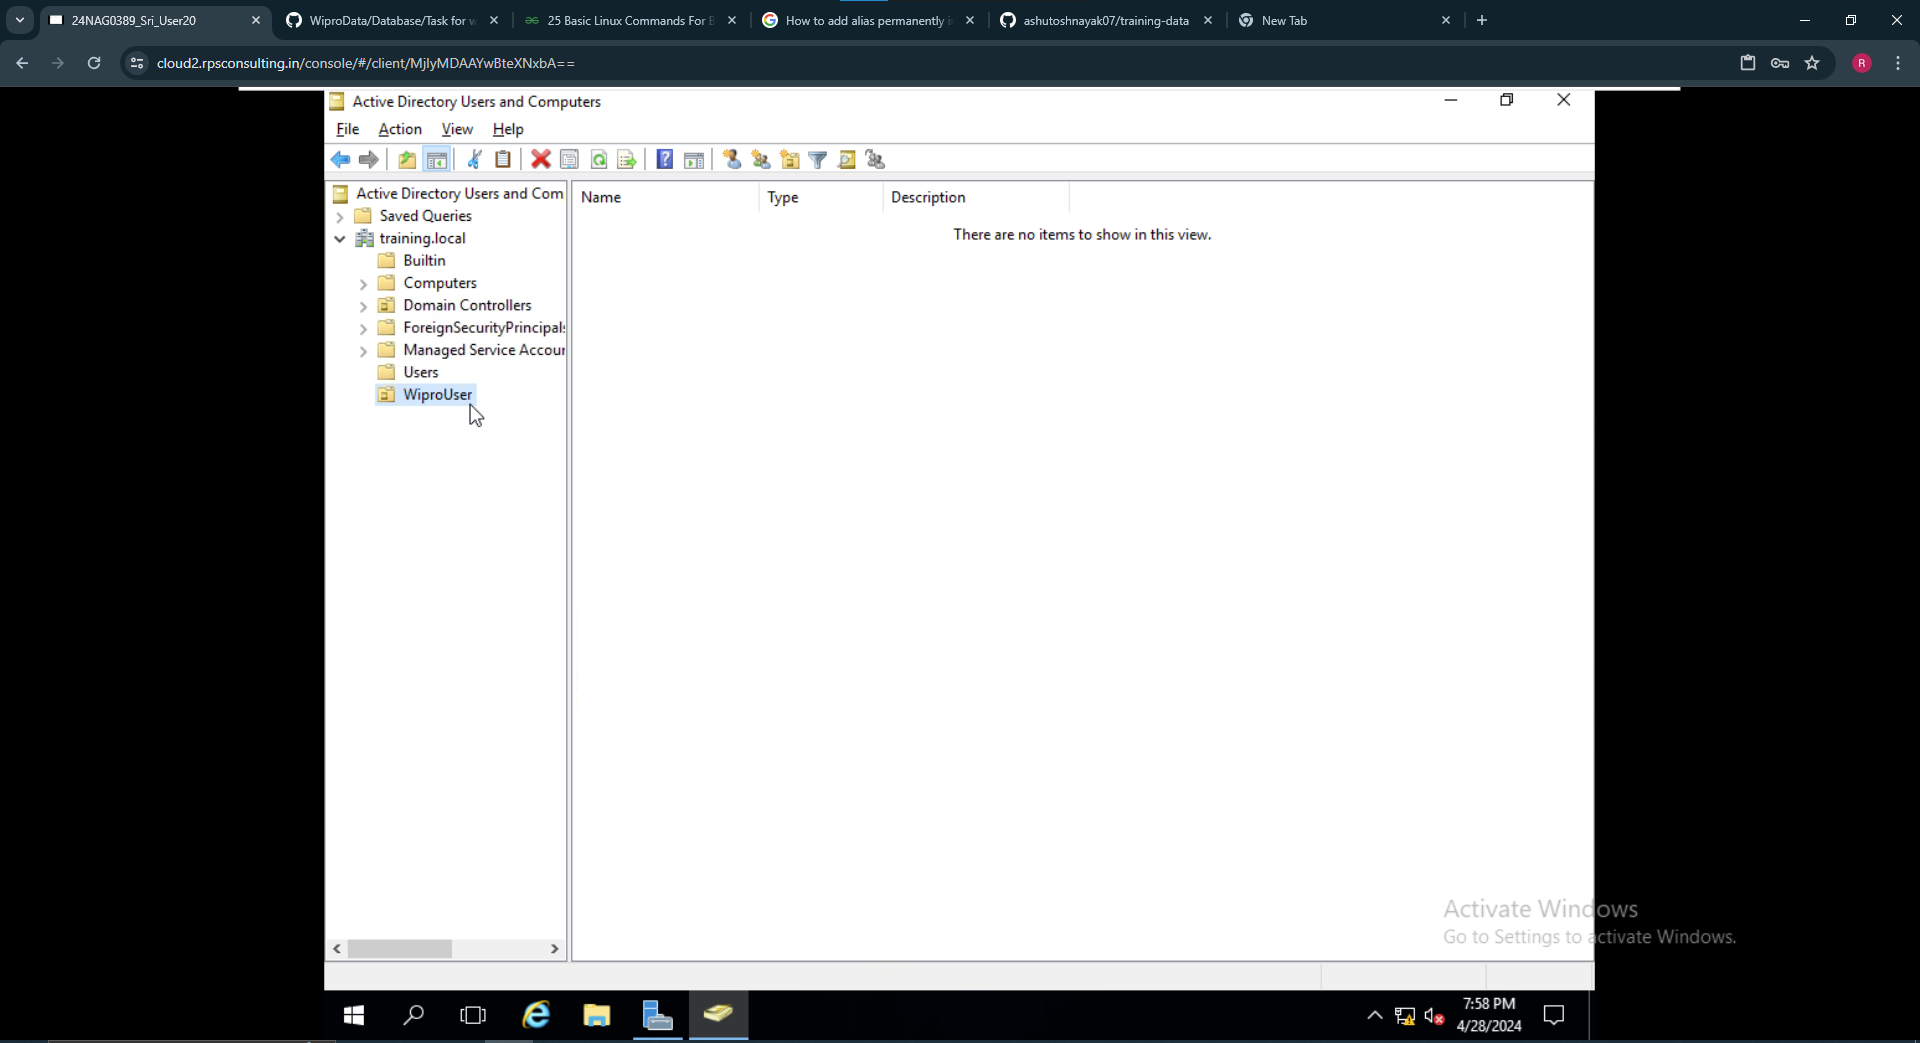 24NAG0389_Sri_User20
WiproData/Database/Task for w
25 Basic Linux Commands For B
How to add alias permanently i
ashutoshnayak07/training-data
New Tab
cloud2.rpsconsulting.in/console/#/client/MjIyMDAAYwBteXNxbA==
R
Active Directory Users and Computers
File Action View Help
Active Directory Users and Com
Saved Queries
training.local
Builtin
Computers
Domain Controllers
ForeignSecurityPrincipals
Managed Service Accour
Users
WiproUser
Name Type Description
There are no items to show in this view.
Activate Windows
Go to Settings to activate Windows.
7:58 PM
4/28/2024